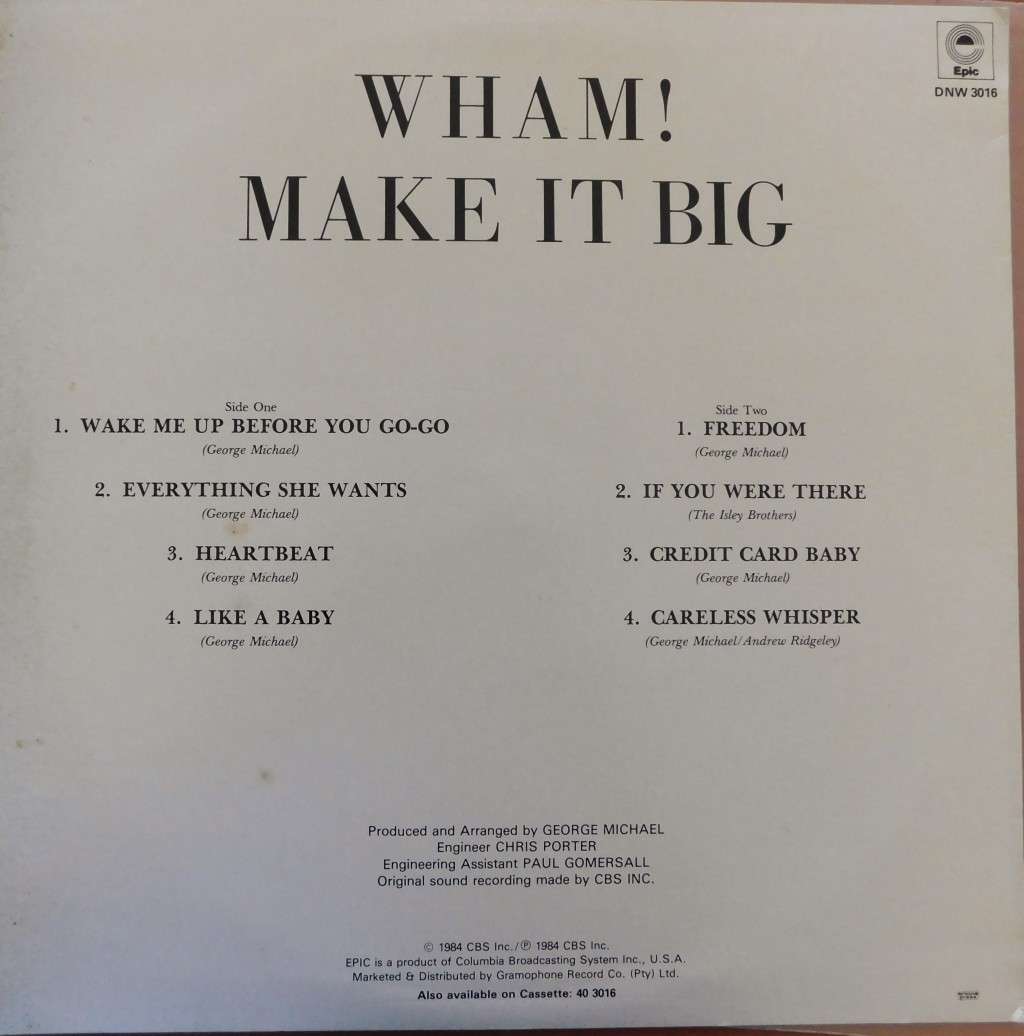 Epic
DNW 3016
WHAM!
MAKE IT BIG
Side One
1. WAKE ME UP BEFORE YOU GO-GO
(George Michael)
2. EVERYTHING SHE WANTS
(George Michael)
3. HEARTBEAT
(George Michael)
4. LIKE A BABY
(George Michael)
Side Two
1. FREEDOM
(George Michael)
2. IF YOU WERE THERE
(The Isley Brothers)
3. CREDIT CARD BABY
(George Michael)
4. CARELESS WHISPER
(George Michael/Andrew Ridgeley)
Produced and Arranged by GEORGE MICHAEL
Engineer CHRIS PORTER
Engineering Assistant PAUL GOMERSALL
Original sound recording made by CBS INC.
© 1984 CBS Inc./℗ 1984 CBS Inc.
EPIC is a product of Columbia Broadcasting System Inc., U.S.A.
Marketed & Distributed by Gramophone Record Co. (Pty) Ltd.
Also available on Cassette: 40 3016